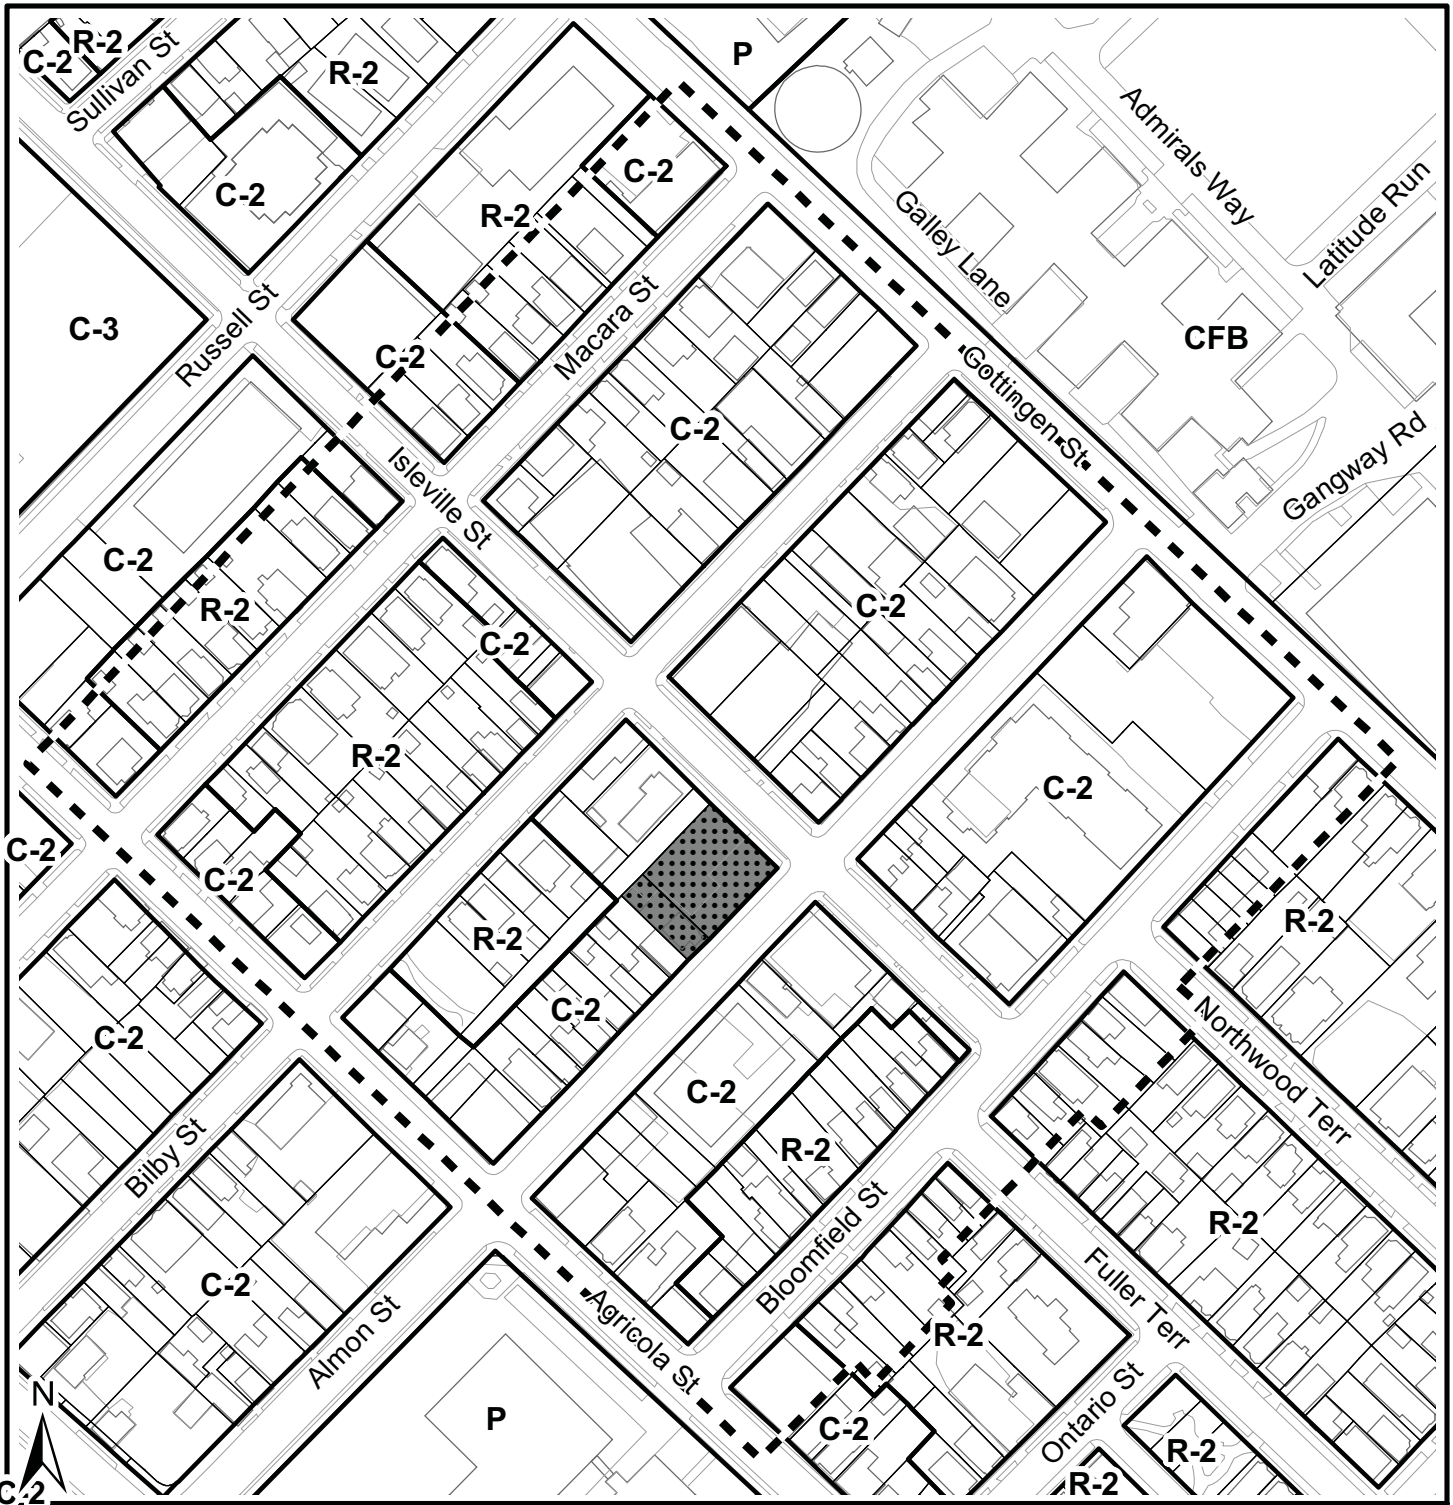 R-2
C-2
Sullivan St
R-2
P
C-2
C-2
Admirals Way
R-2
Galley Lane
Latitude Run
C-3
Russell St
Macara St
CFB
C-2
Gottingen St
C-2
Isleville St
Gangway Rd
C-2
R-2
C-2
C-2
R-2
C-2
C-2
C-2
R-2
R-2
C-2
C-2
Northwood Terr
C-2
R-2
Bilby St
Bloomfield St
R-2
C-2
Almon St
Agricola St
Fuller Terr
R-2
Ontario St
N
P
C-2
R-2
R-2
C-2